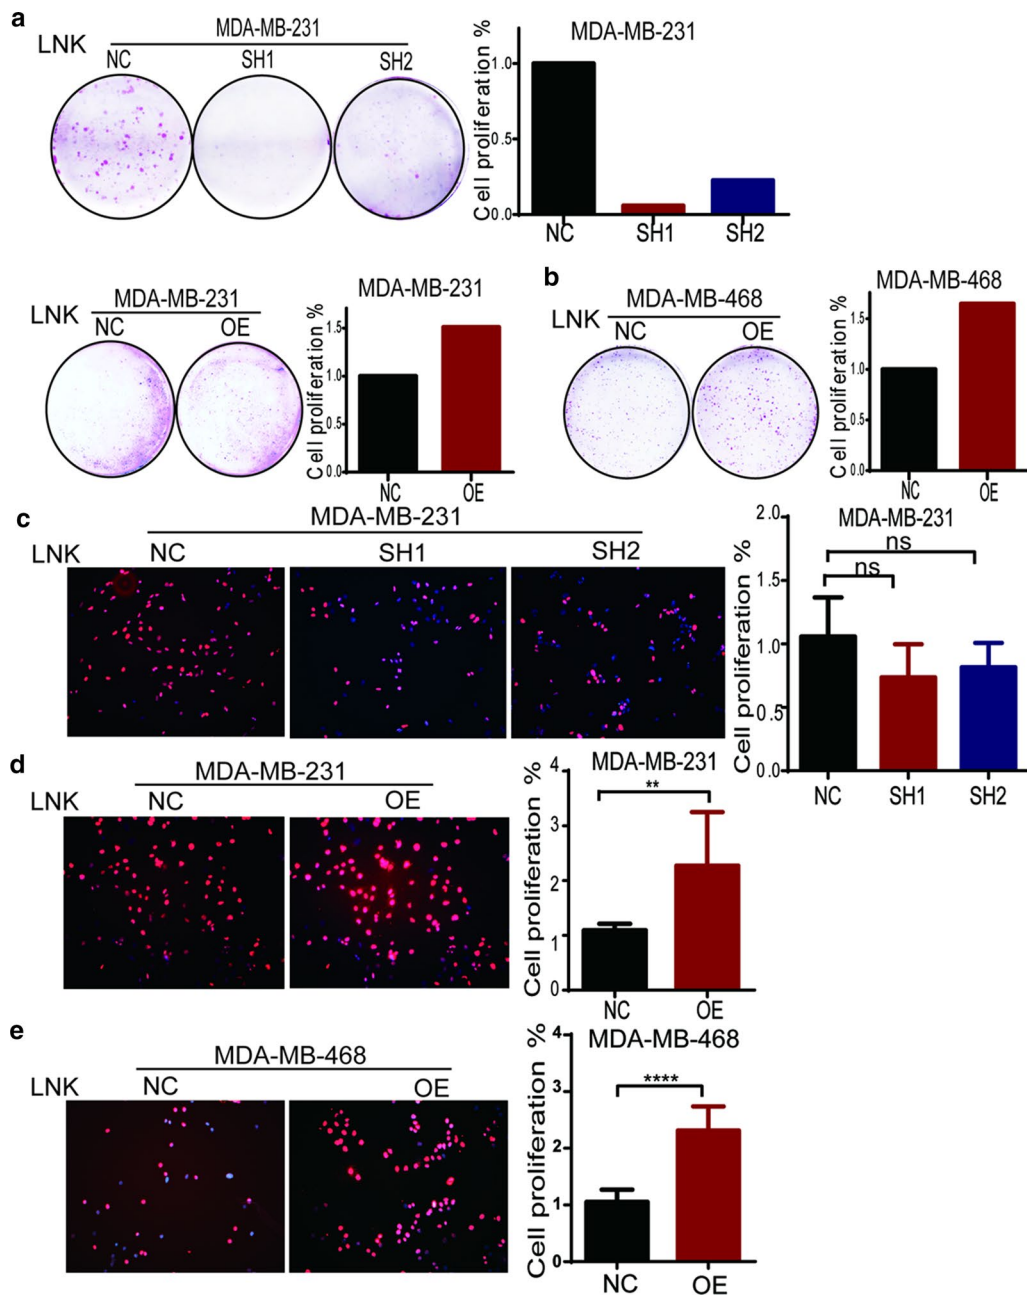 a
LNK
MDA-MB-231
NC SH1 SH2
MDA-MB-231
Cell proliferation %
1.0
0.5
0.0
NC SH1 SH2
LNK
MDA-MB-231
NC OE
MDA-MB-231
Cell proliferation %
1.5
1.0
0.5
0.0
NC OE
b
LNK
MDA-MB-468
NC OE
MDA-MB-468
Cell proliferation %
1.5
1.0
0.5
0.0
NC OE
c
LNK
MDA-MB-231
NC SH1 SH2
MDA-MB-231
Cell proliferation %
2.0
1.5
1.0
0.5
0.0
ns
ns
NC SH1 SH2
d
LNK
MDA-MB-231
NC OE
MDA-MB-231
Cell proliferation %
4
3
2
1
0
**
NC OE
e
LNK
MDA-MB-468
NC OE
MDA-MB-468
Cell proliferation %
4
3
2
1
0
****
NC OE